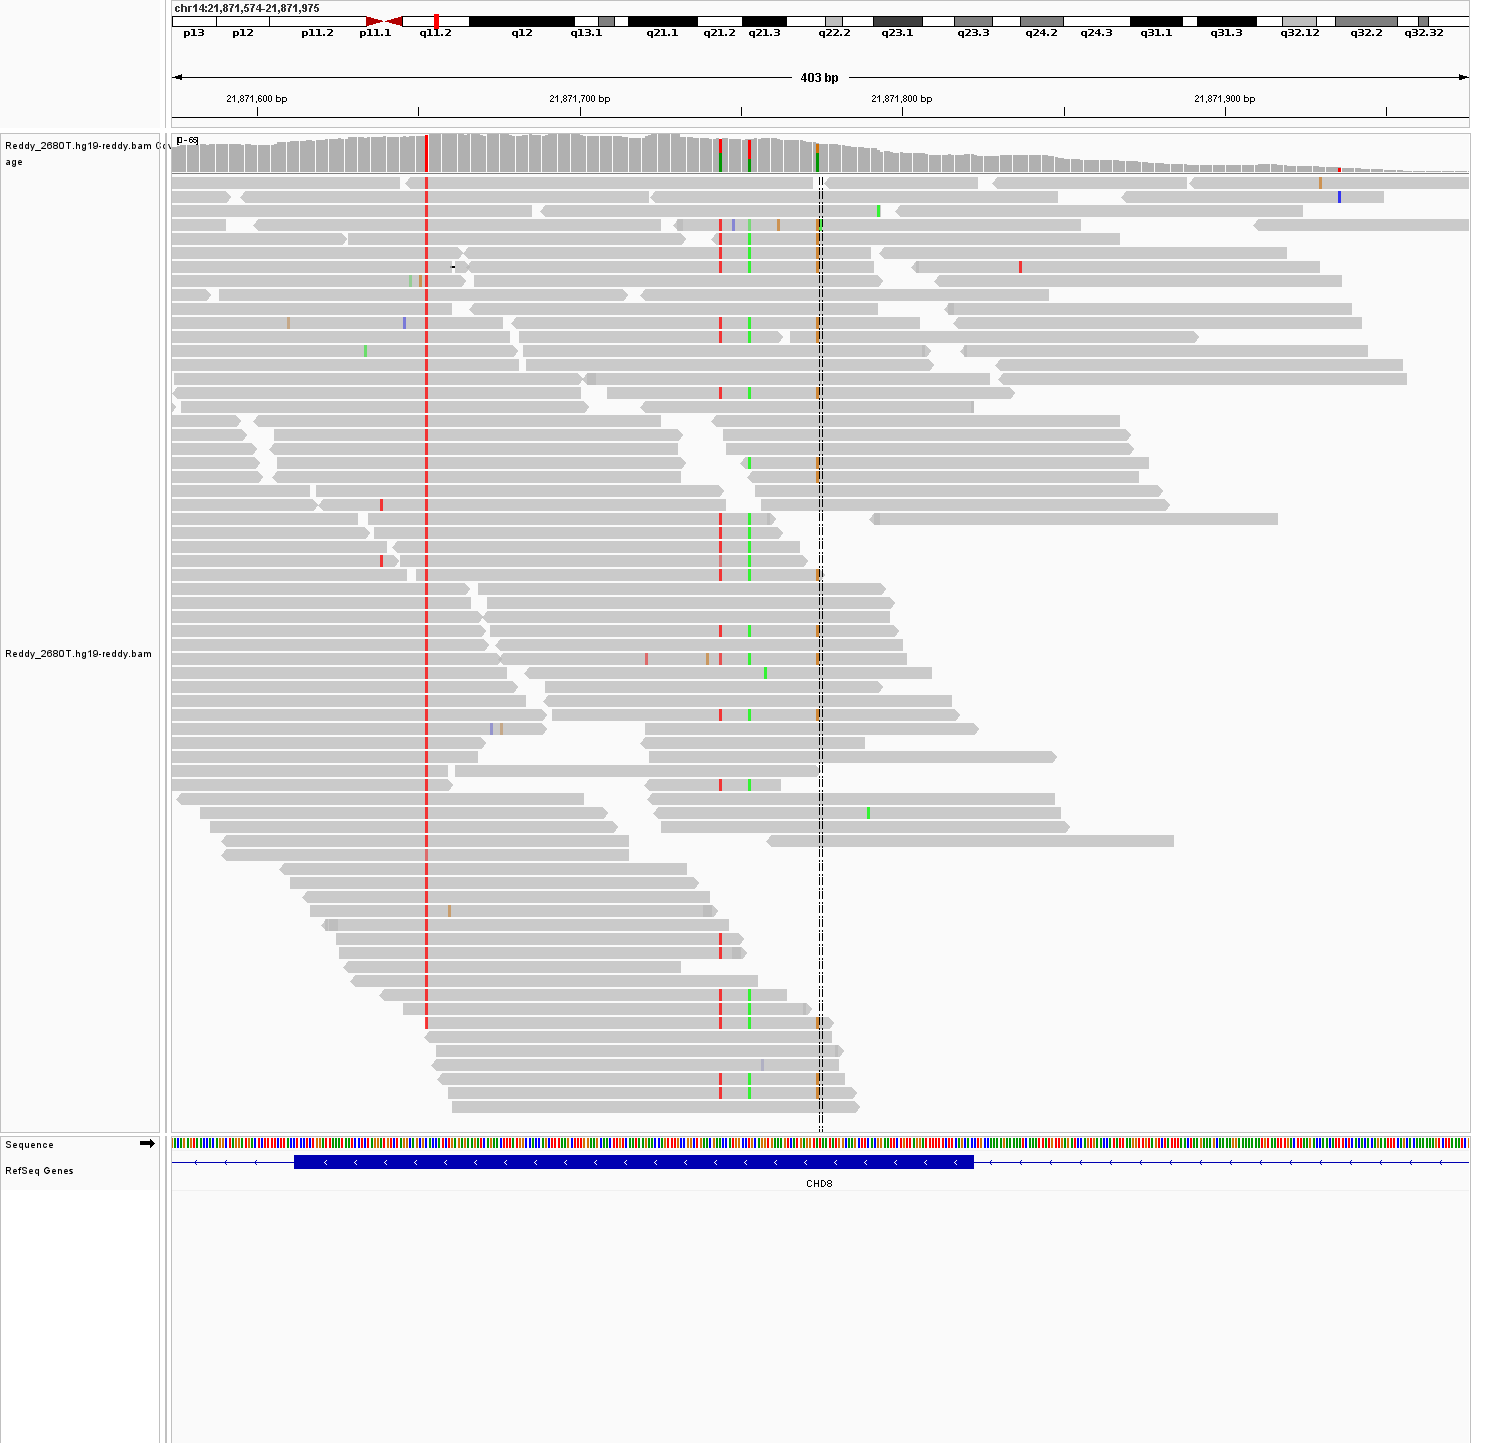 chr14:21,871,574-21,871,975
p13 p12 p11.2 p11.1 q11.2 q12 q13.1 q21.1 q21.2 q21.3 q22.2 q23.1 q23.3 q24.2 q24.3 q31.1 q31.3 q32.12 q32.2 q32.32
403 bp
21,871,600 bp 21,871,700 bp 21,871,800 bp 21,871,900 bp
Reddy_2680T.hg19-reddy.bam Cov
age
[0-69]
Reddy_2680T.hg19-reddy.bam
Sequence
RefSeq Genes
CHD8